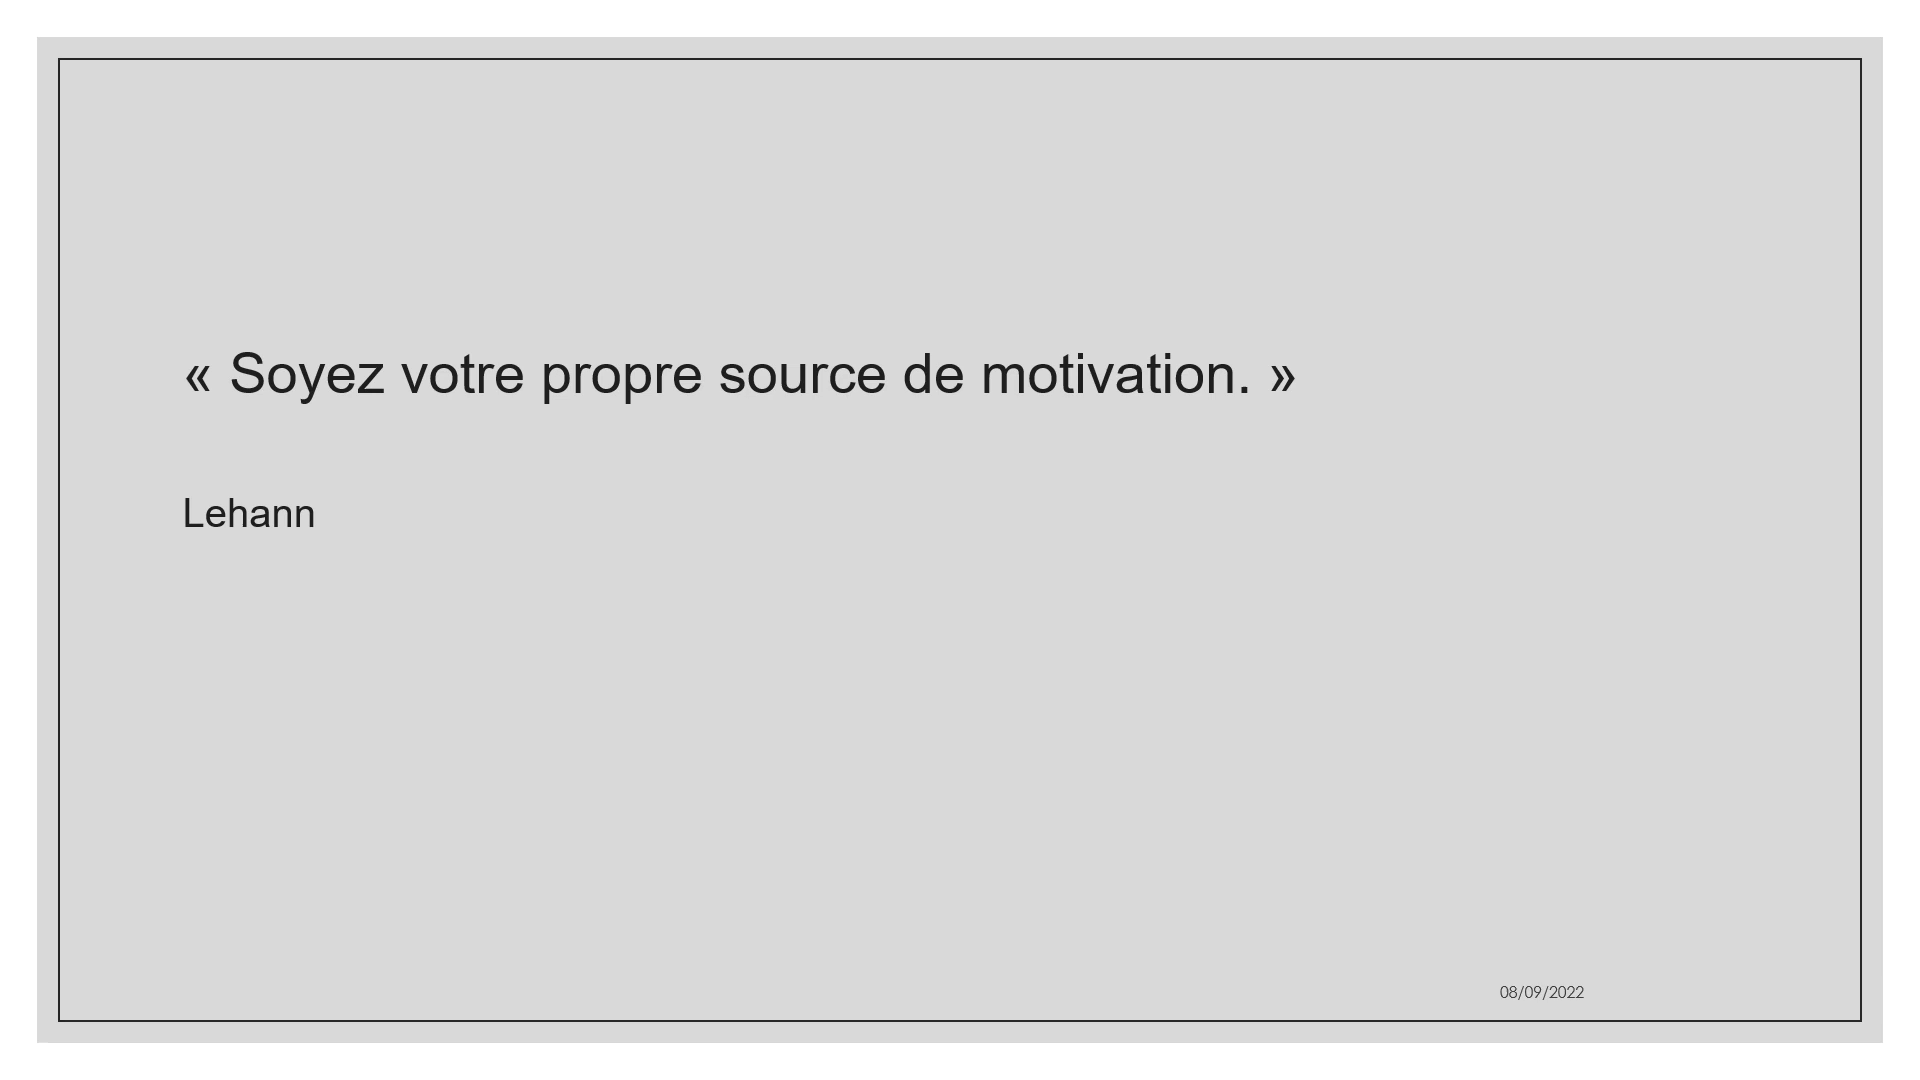 « Soyez votre propre source de motivation. »
Lehann
08/09/2022